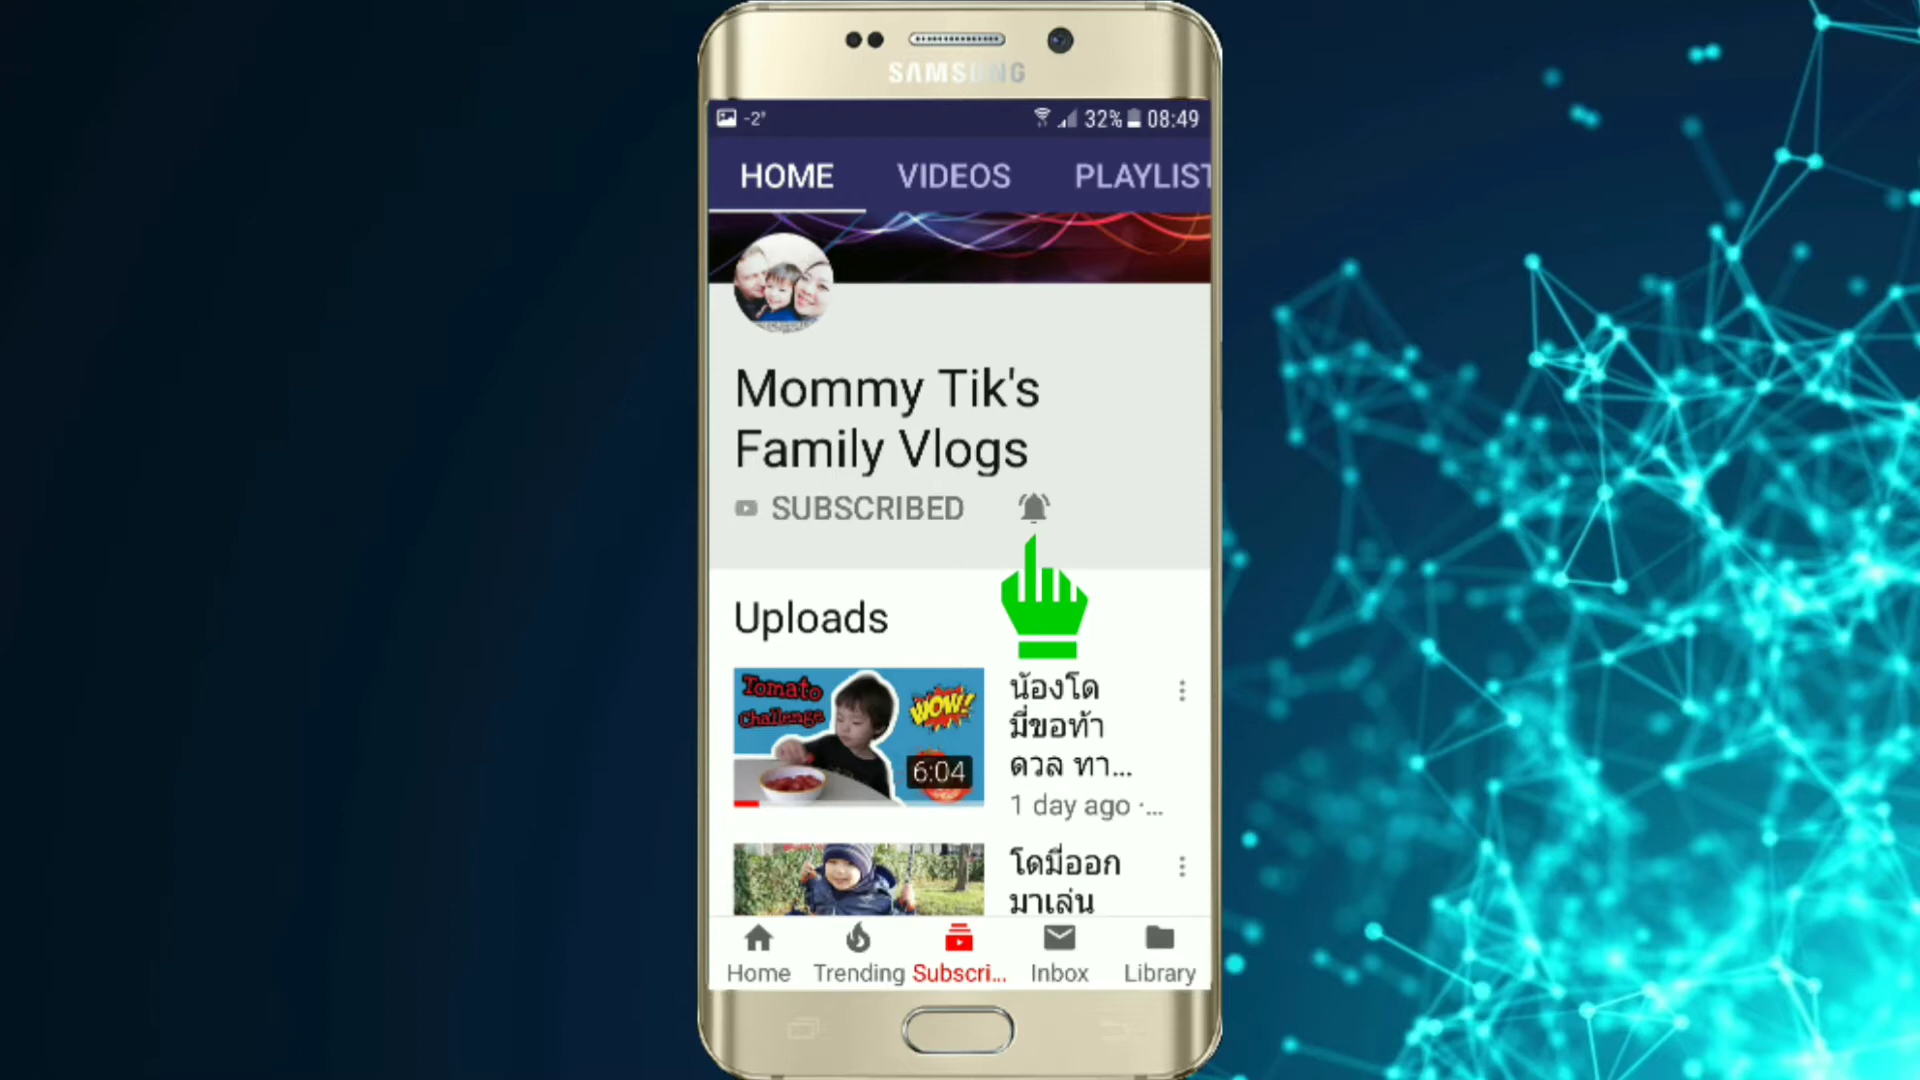 SAMSUNG
-2° 32% 08:49
HOME VIDEOS PLAYLIST
Mommy Tik's
Family Vlogs
SUBSCRIBED
Uploads
Tomato
Challenge
WOW!
6:04
น้องโด
มี่ขอท้า
ดวล ทา...
1 day ago ·...
โดมี่ออก
มาเล่น
Home Trending Subscri... Inbox Library